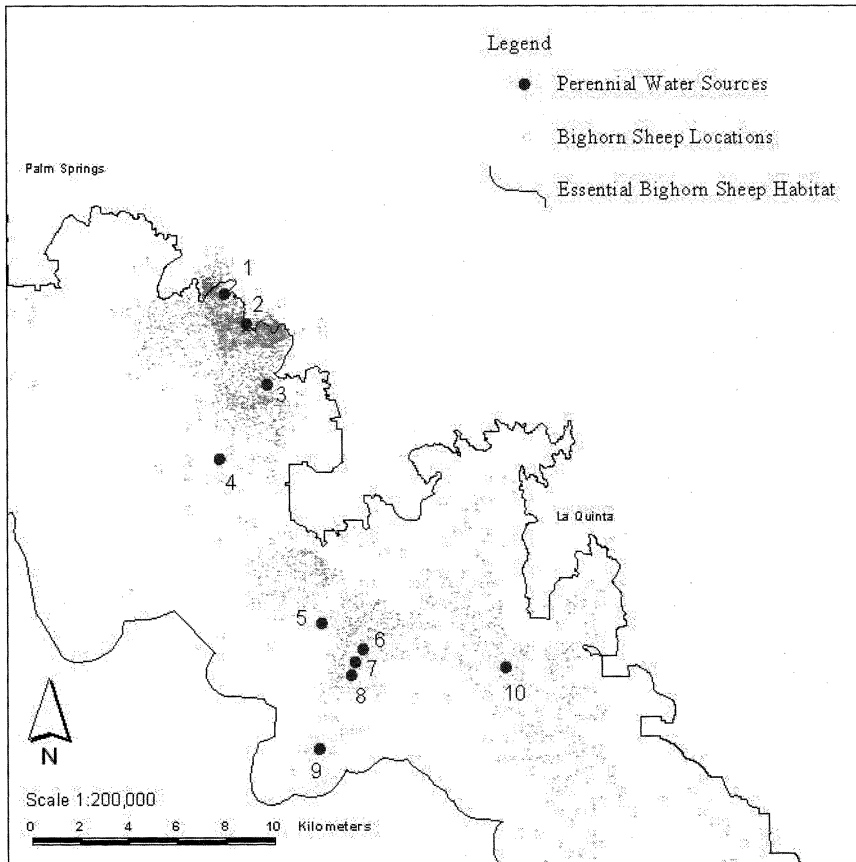 Legend
Perennial Water Sources
Bighorn Sheep Locations
Essential Bighorn Sheep Habitat
Palm Springs
1
2
3
4
La Quinta
5
6
7
8
10
9
N
Scale 1:200,000
0 2 4 6 8 10 Kilometers